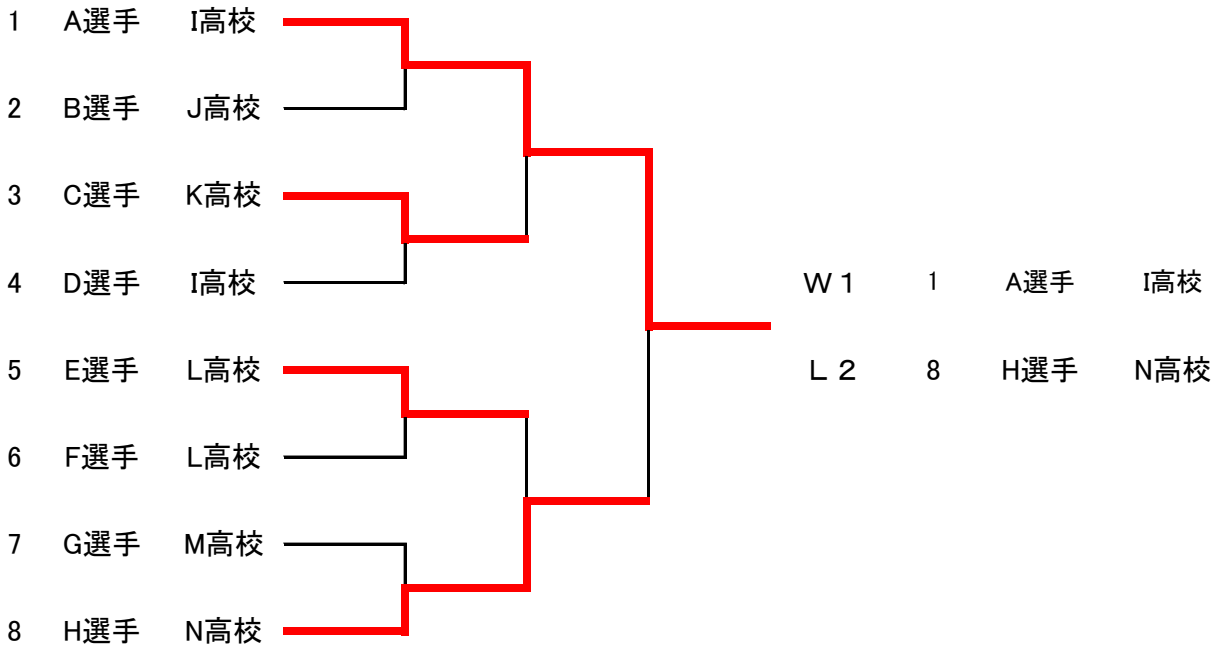 1 A選手 I高校
2 B選手 J高校
3 C選手 K高校
4 D選手 I高校
W1 1 A選手 I高校
5 E選手 L高校
L2 8 H選手 N高校
6 F選手 L高校
7 G選手 M高校
8 H選手 N高校